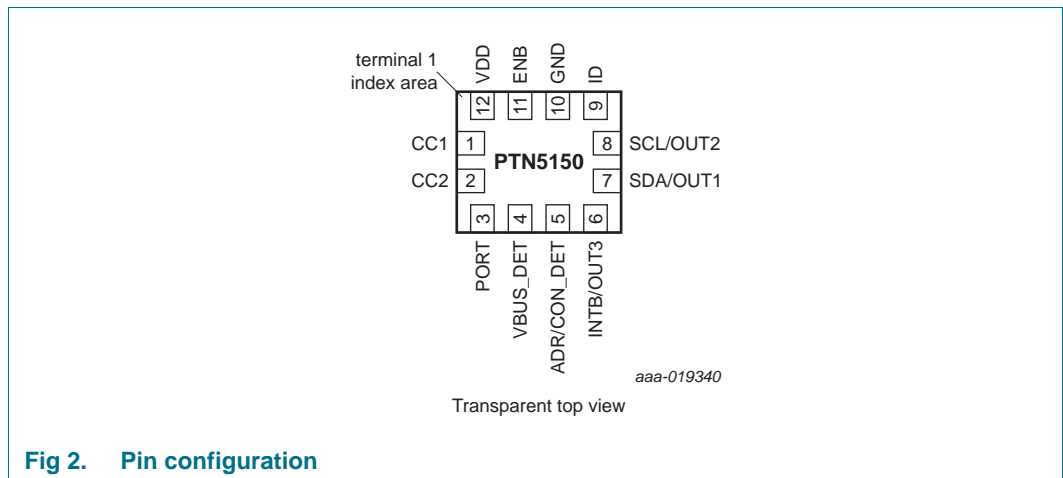 terminal 1
index area
VDD
ENB
GND
ID
12
11
10
9
CC1
1
8
SCL/OUT2
PTN5150
CC2
2
7
SDA/OUT1
3
4
5
6
PORT
VBUS_DET
ADR/CON_DET
INTB/OUT3
aaa-019340
Transparent top view
Fig 2. Pin configuration